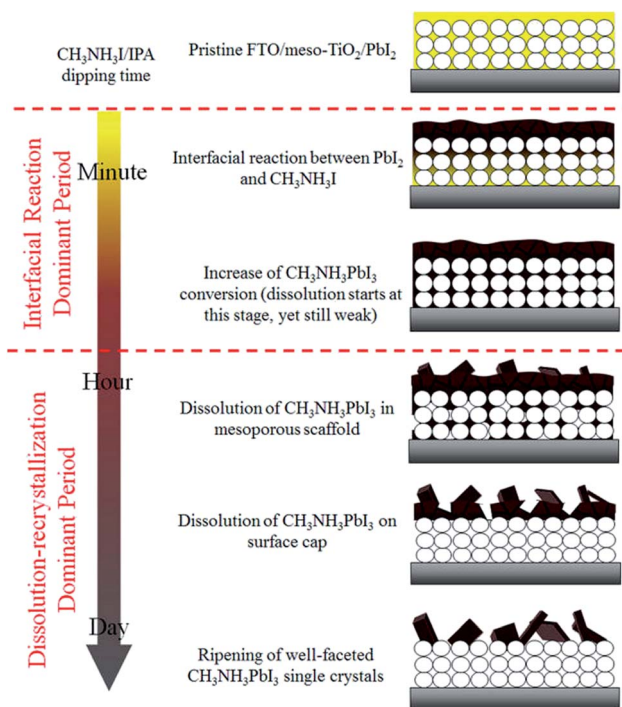 CH₃NH₃I/IPA
dipping time
Pristine FTO/meso-TiO₂/PbI₂
Interfacial Reaction
Dominant Period
Minute
Interfacial reaction between PbI₂
and CH₃NH₃I
Increase of CH₃NH₃PbI₃
conversion (dissolution starts at
this stage, yet still weak)
Dissolution-recrystallization
Dominant Period
Hour
Dissolution of CH₃NH₃PbI₃ in
mesoporous scaffold
Dissolution of CH₃NH₃PbI₃ on
surface cap
Day
Ripening of well-faceted
CH₃NH₃PbI₃ single crystals